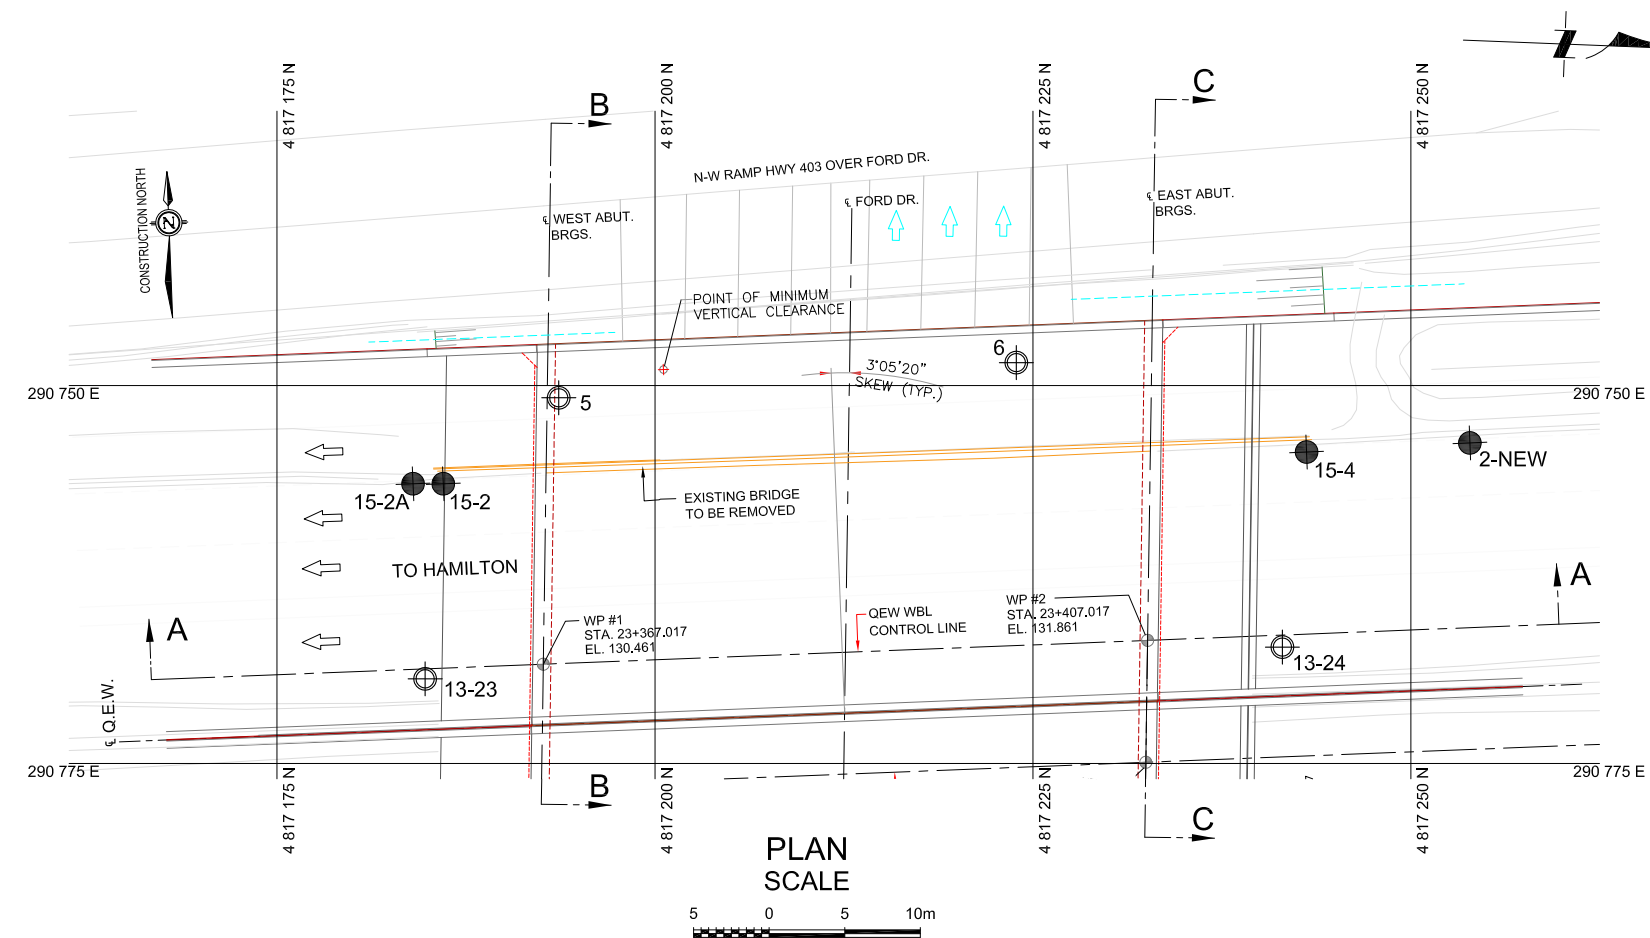 4 817 175 N
4 817 200 N
4 817 225 N
4 817 250 N
B
C
CONSTRUCTION NORTH
Z
N-W RAMP HWY 403 OVER FORD DR.
℄ WEST ABUT.
BRGS.
℄ FORD DR.
℄ EAST ABUT.
BRGS.
POINT OF MINIMUM
VERTICAL CLEARANCE
6
3°05'20"
SKEW (TYP.)
290 750 E
290 750 E
5
15-2A
15-2
EXISTING BRIDGE
TO BE REMOVED
15-4
2-NEW
TO HAMILTON
A
A
WP #1
STA. 23+367.017
EL. 130.461
QEW WBL
CONTROL LINE
WP #2
STA. 23+407.017
EL. 131.861
13-23
13-24
℄ Q.E.W.
290 775 E
290 775 E
B
C
4 817 175 N
4 817 200 N
4 817 225 N
4 817 250 N
PLAN
SCALE
5 0 5 10m